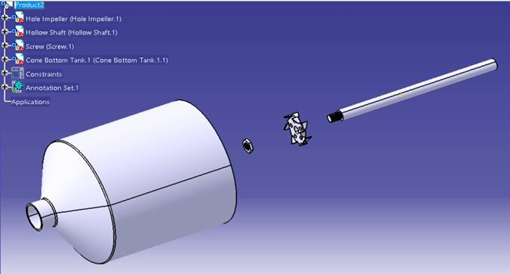 Product2
Hole Impeller (Hole Impeller.1)
Hollow Shaft (Hollow Shaft.1)
Screw (Screw.1)
Cone Bottom Tank.1 (Cone Bottom Tank.1.1)
Constraints
Annotation Set.1
Applications